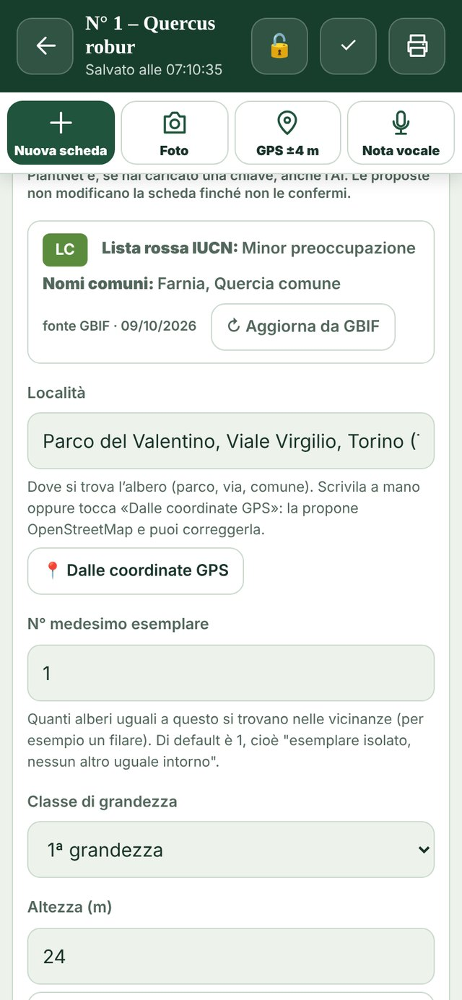 N° 1 – Quercus
robur
Salvato alle 07:10:35
Nuova scheda
Foto
GPS ±4 m
Nota vocale
PlantNet e, se hai caricato una chiave, anche l'AI. Le proposte
non modificano la scheda finché non le confermi.
LC Lista rossa IUCN: Minor preoccupazione
Nomi comuni: Farnia, Quercia comune
fonte GBIF · 09/10/2026 ↻ Aggiorna da GBIF
Località
Parco del Valentino, Viale Virgilio, Torino (
Dove si trova l’albero (parco, via, comune). Scrivila a mano
oppure tocca «Dalle coordinate GPS»: la propone
OpenStreetMap e puoi correggerla.
Dalle coordinate GPS
N° medesimo esemplare
1
Quanti alberi uguali a questo si trovano nelle vicinanze (per
esempio un filare). Di default è 1, cioè "esemplare isolato,
nessun altro uguale intorno".
Classe di grandezza
1ª grandezza
Altezza (m)
24